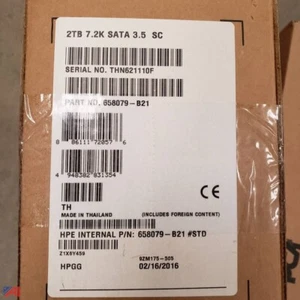 2TB 7.2K SATA 3.5 SC
SERIAL NO. THN621110F
PART NO. 658079-B21
TH
MADE IN THAILAND (INCLUDES FOREIGN CONTENT)
HPE INTERNAL P/N: 658079-B21 #STD
HPGG 02/16/2016